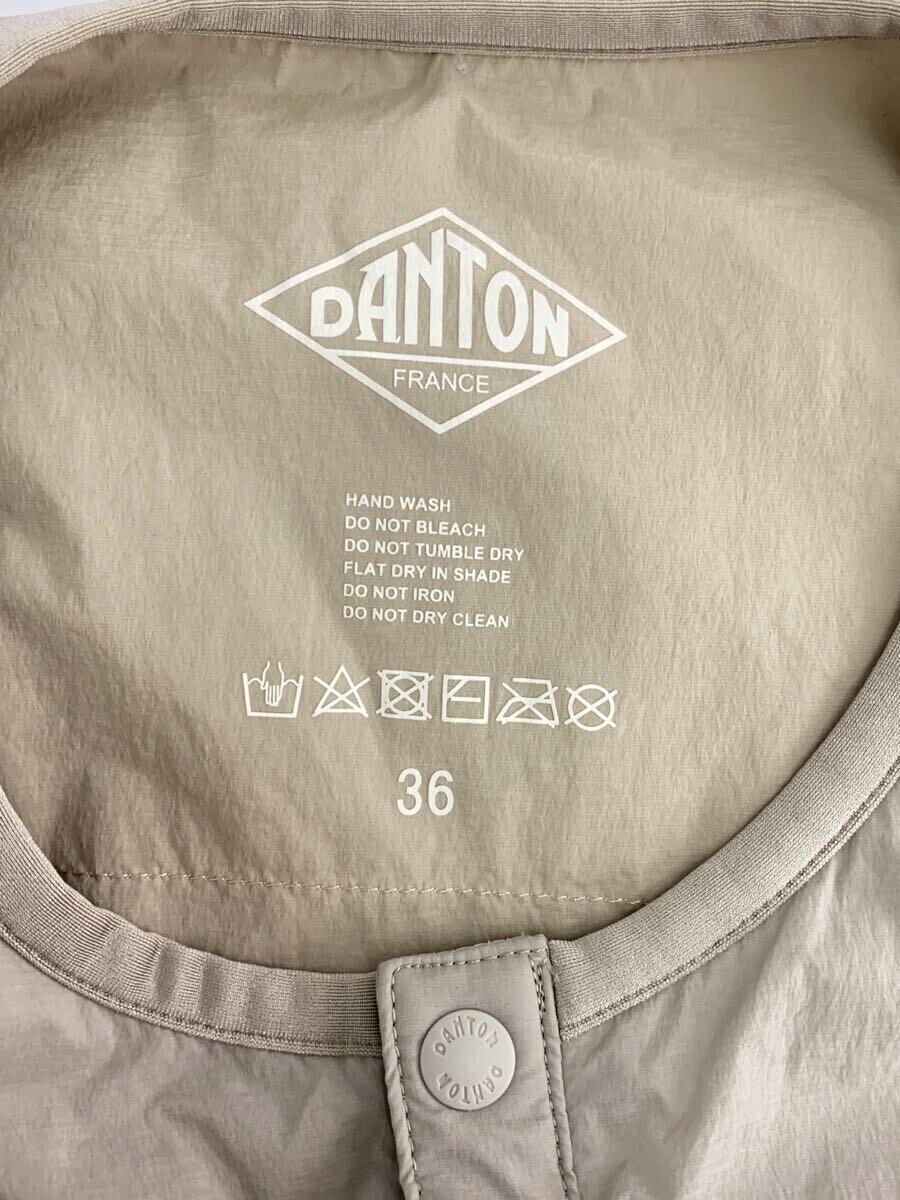 DANTON
FRANCE
HAND WASH
DO NOT BLEACH
DO NOT TUMBLE DRY
FLAT DRY IN SHADE
DO NOT IRON
DO NOT DRY CLEAN
36
DANTON
DANTON